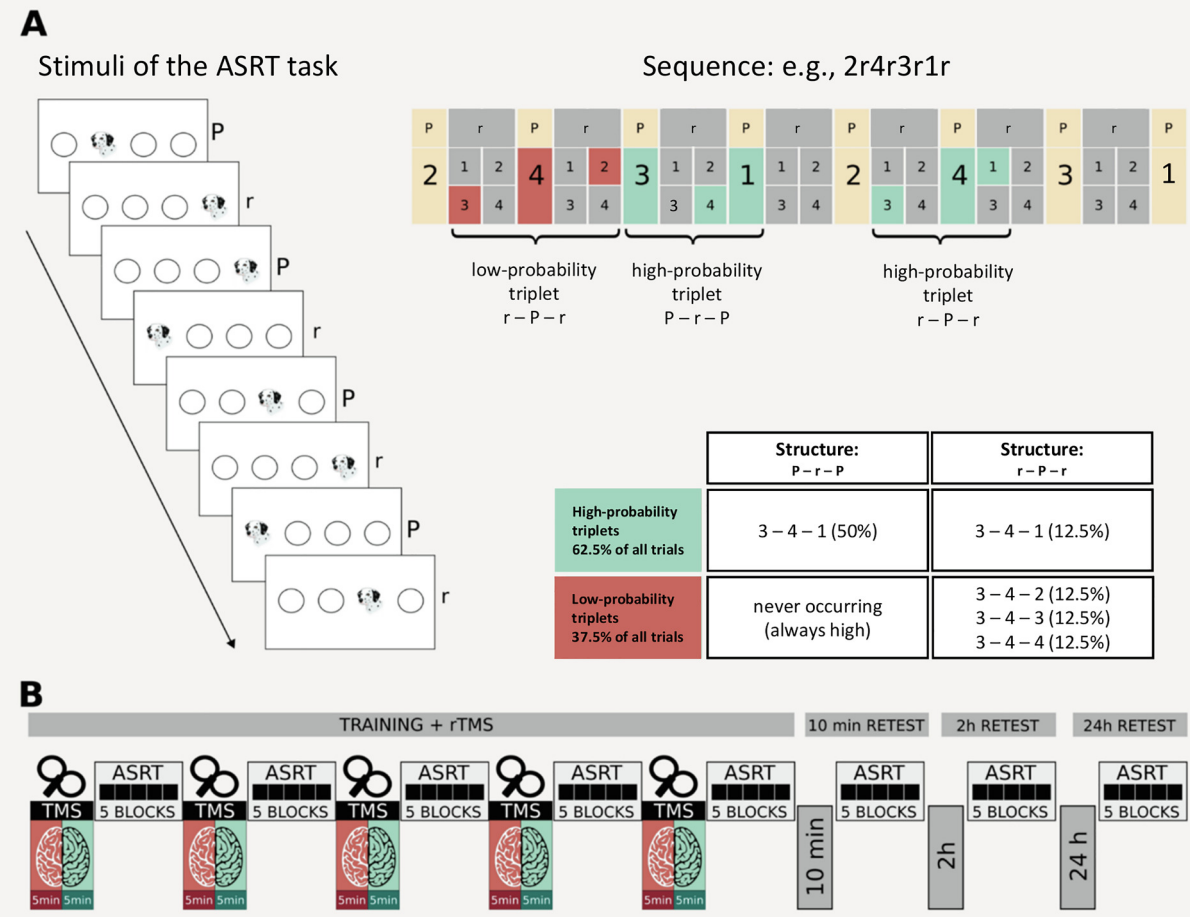 A
Stimuli of the ASRT task
P
r
P
r
P
r
P
r
Sequence: e.g., 2r4r3r1r
P r P r P r P r P r P r P r P
2 1 2 4 1 2 3 1 2 1 1 2 2 1 2 4 1 2 3 1 2 1
3 4 3 4 3 4 3 4 3 4 3 4 3 4
low-probability
triplet
r – P – r
high-probability
triplet
P – r – P
high-probability
triplet
r – P – r
Structure:
P – r – P
Structure:
r – P – r
High-probability
triplets
62.5% of all trials
3 – 4 – 1 (50%)
3 – 4 – 1 (12.5%)
Low-probability
triplets
37.5% of all trials
never occurring
(always high)
3 – 4 – 2 (12.5%)
3 – 4 – 3 (12.5%)
3 – 4 – 4 (12.5%)
B
TRAINING + rTMS 10 min RETEST 2h RETEST 24h RETEST
ASRT ASRT ASRT ASRT ASRT ASRT ASRT ASRT
TMS 5 BLOCKS TMS 5 BLOCKS TMS 5 BLOCKS TMS 5 BLOCKS TMS 5 BLOCKS 5 BLOCKS 5 BLOCKS 5 BLOCKS
10 min
2h
24 h
5min 5min 5min 5min 5min 5min 5min 5min 5min 5min